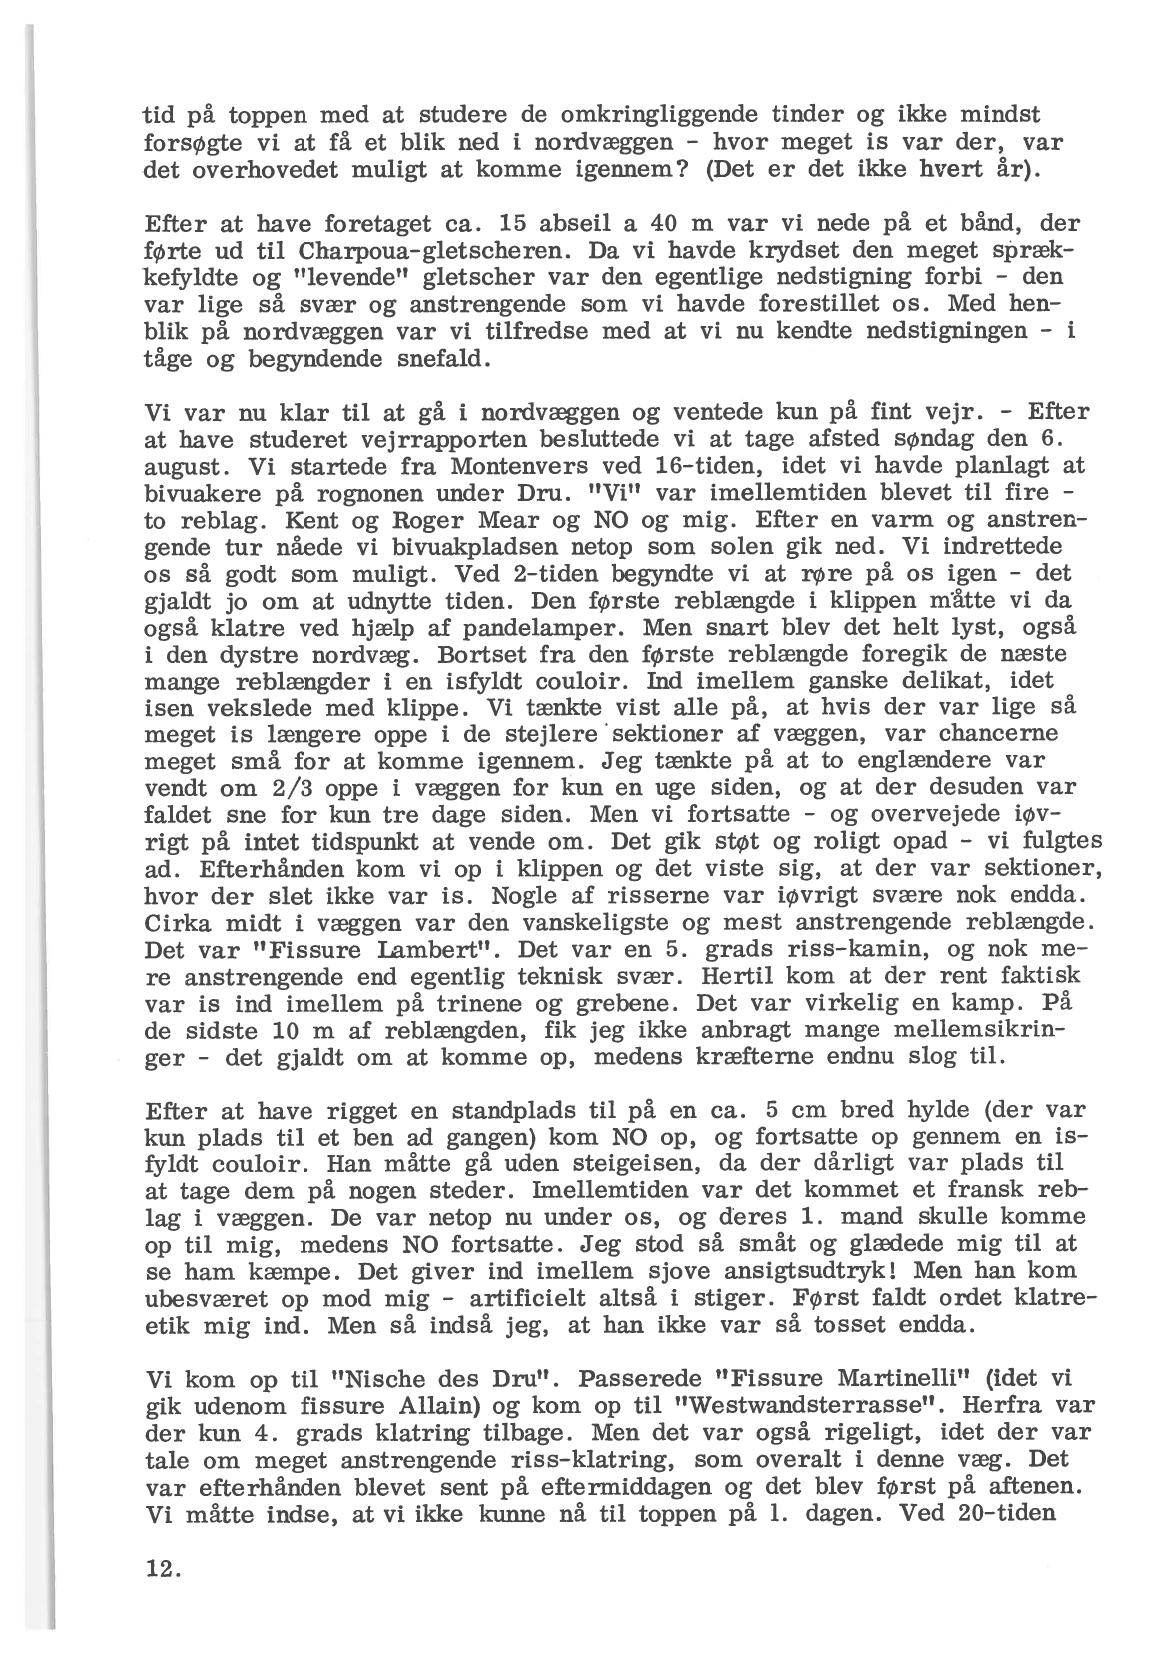 tid på toppen med at studere de omkringliggende tinder og ikke mindst
forsøgte vi at få et blik ned i nordvæggen - hvor meget is var der, var
det overhovedet muligt at komme igennem? (Det er det ikke hvert år).

Efter at have foretaget ca. 15 abseil a 40 m var vi nede på et bånd, der
førte ud til Charpoua-gletscheren. Da vi havde krydset den meget spræk-
kefyldte og "levende" gletscher var den egentlige nedstigning forbi - den
var lige så svær og anstrengende som vi havde forestillet os. Med hen-
blik på nordvæggen var vi tilfredse med at vi nu kendte nedstigningen - i
tåge og begyndende snefald.

Vi var nu klar til at gå i nordvæggen og ventede kun på fint vejr. - Efter
at have studeret vejrrapporten besluttede vi at tage afsted søndag den 6.
august. Vi startede fra Montenvers ved 16-tiden, idet vi havde planlagt at
bivuakere på rognonen under Dru. "Vi" var imellemtiden blevet til fire -
to reblag. Kent og Roger Mear og NO og mig. Efter en varm og anstren-
gende tur nåede vi bivuakpladsen netop som solen gik ned. Vi indrettede
os så godt som muligt. Ved 2-tiden begyndte vi at røre på os igen - det
gjaldt jo om at udnytte tiden. Den første reblængde i klippen måtte vi da
også klatre ved hjælp af pandelamper. Men snart blev det helt lyst, også
i den dystre nordvæg. Bortset fra den første reblængde foregik de næste
mange reblængder i en isfyldt couloir. Ind imellem ganske delikat, idet
isen vekslede med klippe. Vi tænkte vist alle på, at hvis der var lige så
meget is længere oppe i de stejlere sektioner af væggen, var chancerne
meget små for at komme igennem. Jeg tænkte på at to englændere var
vendt om 2/3 oppe i væggen for kun en uge siden, og at der desuden var
faldet sne for kun tre dage siden. Men vi fortsatte - og overvejede iøv-
rigt på intet tidspunkt at vende om. Det gik støt og roligt opad - vi fulgtes
ad. Efterhånden kom vi op i klippen og det viste sig, at der var sektioner,
hvor der slet ikke var is. Nogle af risserne var iøvrigt svære nok endda.
Cirka midt i væggen var den vanskeligste og mest anstrengende reblængde.
Det var "Fissure Lambert". Det var en 5. grads riss-kamin, og nok me-
re anstrengende end egentlig teknisk svær. Hertil kom at der rent faktisk
var is ind imellem på trinene og grebene. Det var virkelig en kamp. På
de sidste 10 m af reblængden, fik jeg ikke anbragt mange mellemsikrin-
ger - det gjaldt om at komme op, medens kræfterne endnu slog til.

Efter at have rigget en standplads til på en ca. 5 cm bred hylde (der var
kun plads til et ben ad gangen) kom NO op, og fortsatte op gennem en is-
fyldt couloir. Han måtte gå uden steigeisen, da der dårligt var plads til
at tage dem på nogen steder. Imellemtiden var det kommet et fransk reb-
lag i væggen. De var netop nu under os, og deres 1. mand skulle komme
op til mig, medens NO fortsatte. Jeg stod så småt og glædede mig til at
se ham kæmpe. Det giver ind imellem sjove ansigtsudtryk! Men han kom
ubesværet op mod mig - artificielt altså i stiger. Først faldt ordet klatre-
etik mig ind. Men så indså jeg, at han ikke var så tosset endda.

Vi kom op til "Nische des Dru". Passerede "Fissure Martinelli" (idet vi
gik udenom fissure Allain) og kom op til "Westwandsterrasse". Herfra var
der kun 4. grads klatring tilbage. Men det var også rigeligt, idet der var
tale om meget anstrengende riss-klatring, som overalt i denne væg. Det
var efterhånden blevet sent på eftermiddagen og det blev først på aftenen.
Vi måtte indse, at vi ikke kunne nå til toppen på 1. dagen. Ved 20-tiden

12.